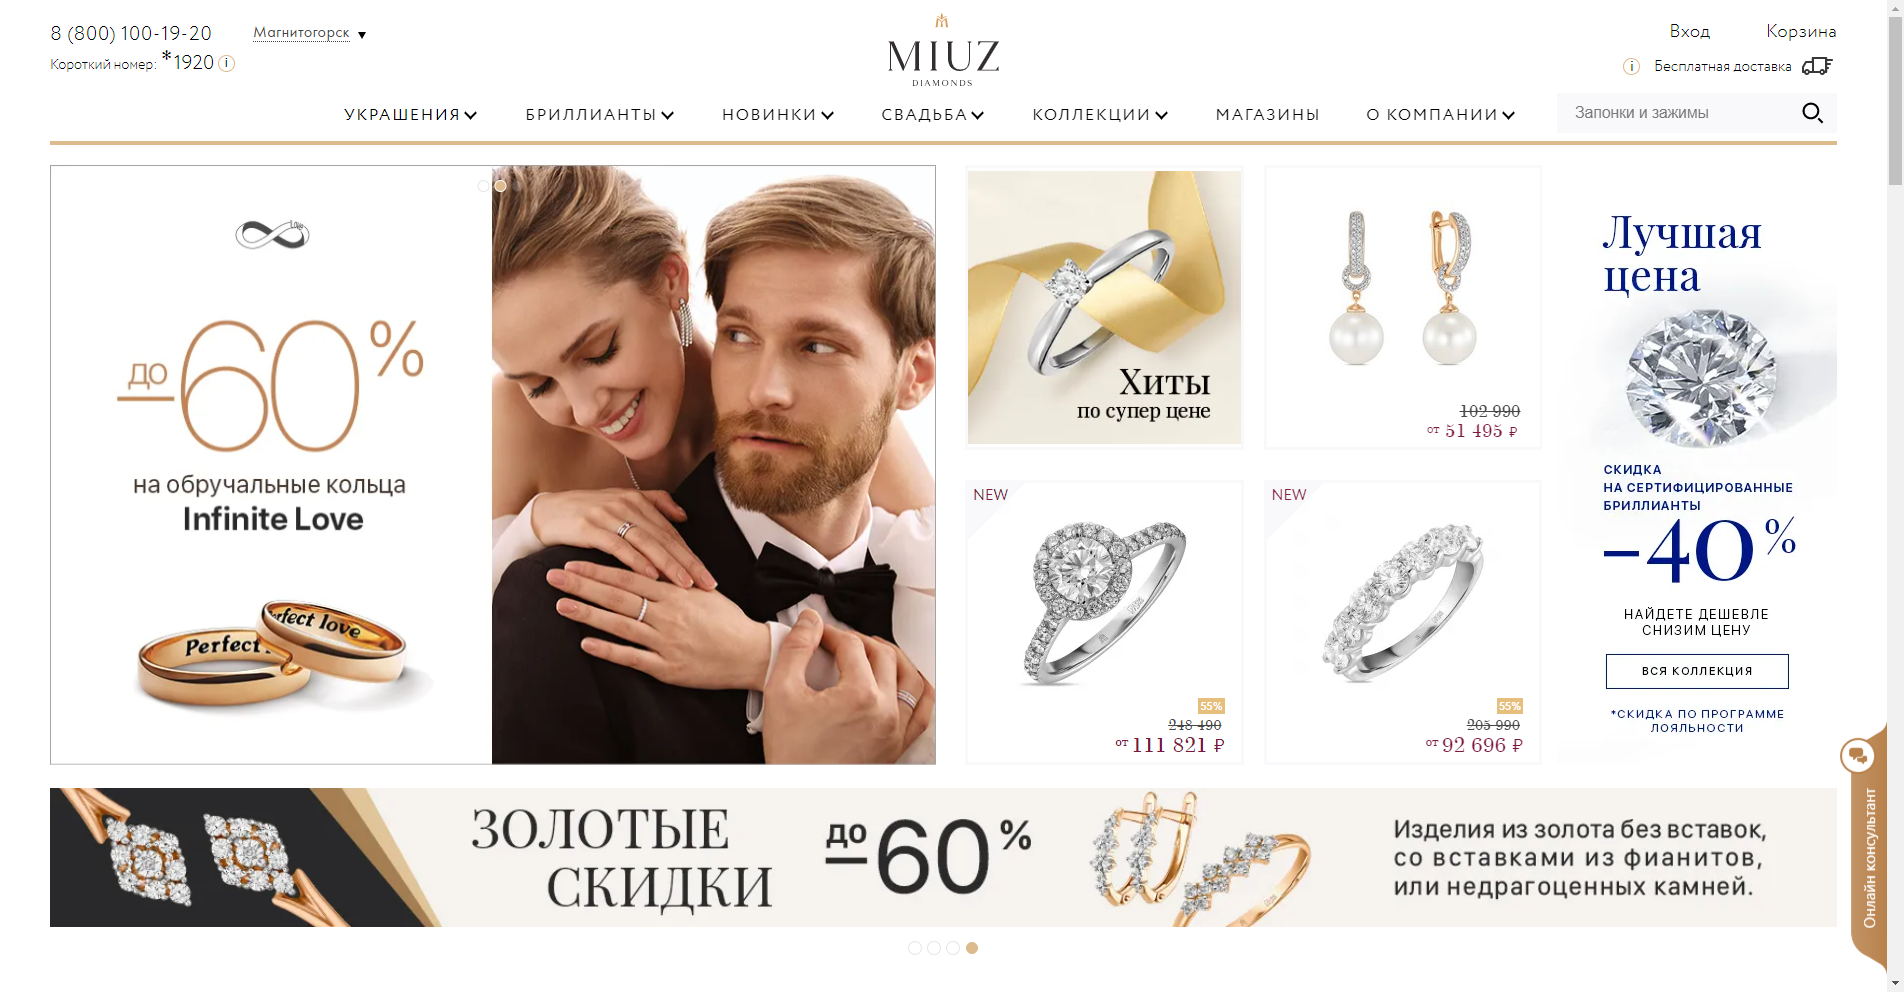 8 (800) 100-19-20
Магнитогорск
Короткий номер: *1920
MIUZ
DIAMONDS
Вход
Корзина
Бесплатная доставка
УКРАШЕНИЯ
БРИЛЛИАНТЫ
НОВИНКИ
СВАДЬБА
КОЛЛЕКЦИИ
МАГАЗИНЫ
О КОМПАНИИ
Запонки и зажимы
Love
до
–60%
на обручальные кольца
Infinite Love
Perfect
rfect love
Хиты
по супер цене
102 990
от 51 495 ₽
NEW
55%
248 490
от 111 821 ₽
NEW
55%
205 990
от 92 696 ₽
Лучшая
цена
СКИДКА
НА СЕРТИФИЦИРОВАННЫЕ
БРИЛЛИАНТЫ
–40%
НАЙДЕТЕ ДЕШЕВЛЕ
СНИЗИМ ЦЕНУ
ВСЯ КОЛЛЕКЦИЯ
*СКИДКА ПО ПРОГРАММЕ
ЛОЯЛЬНОСТИ
Онлайн консультант
ЗОЛОТЫЕ
СКИДКИ
до
–60%
Изделия из золота без вставок,
со вставками из фианитов,
или недрагоценных камней.